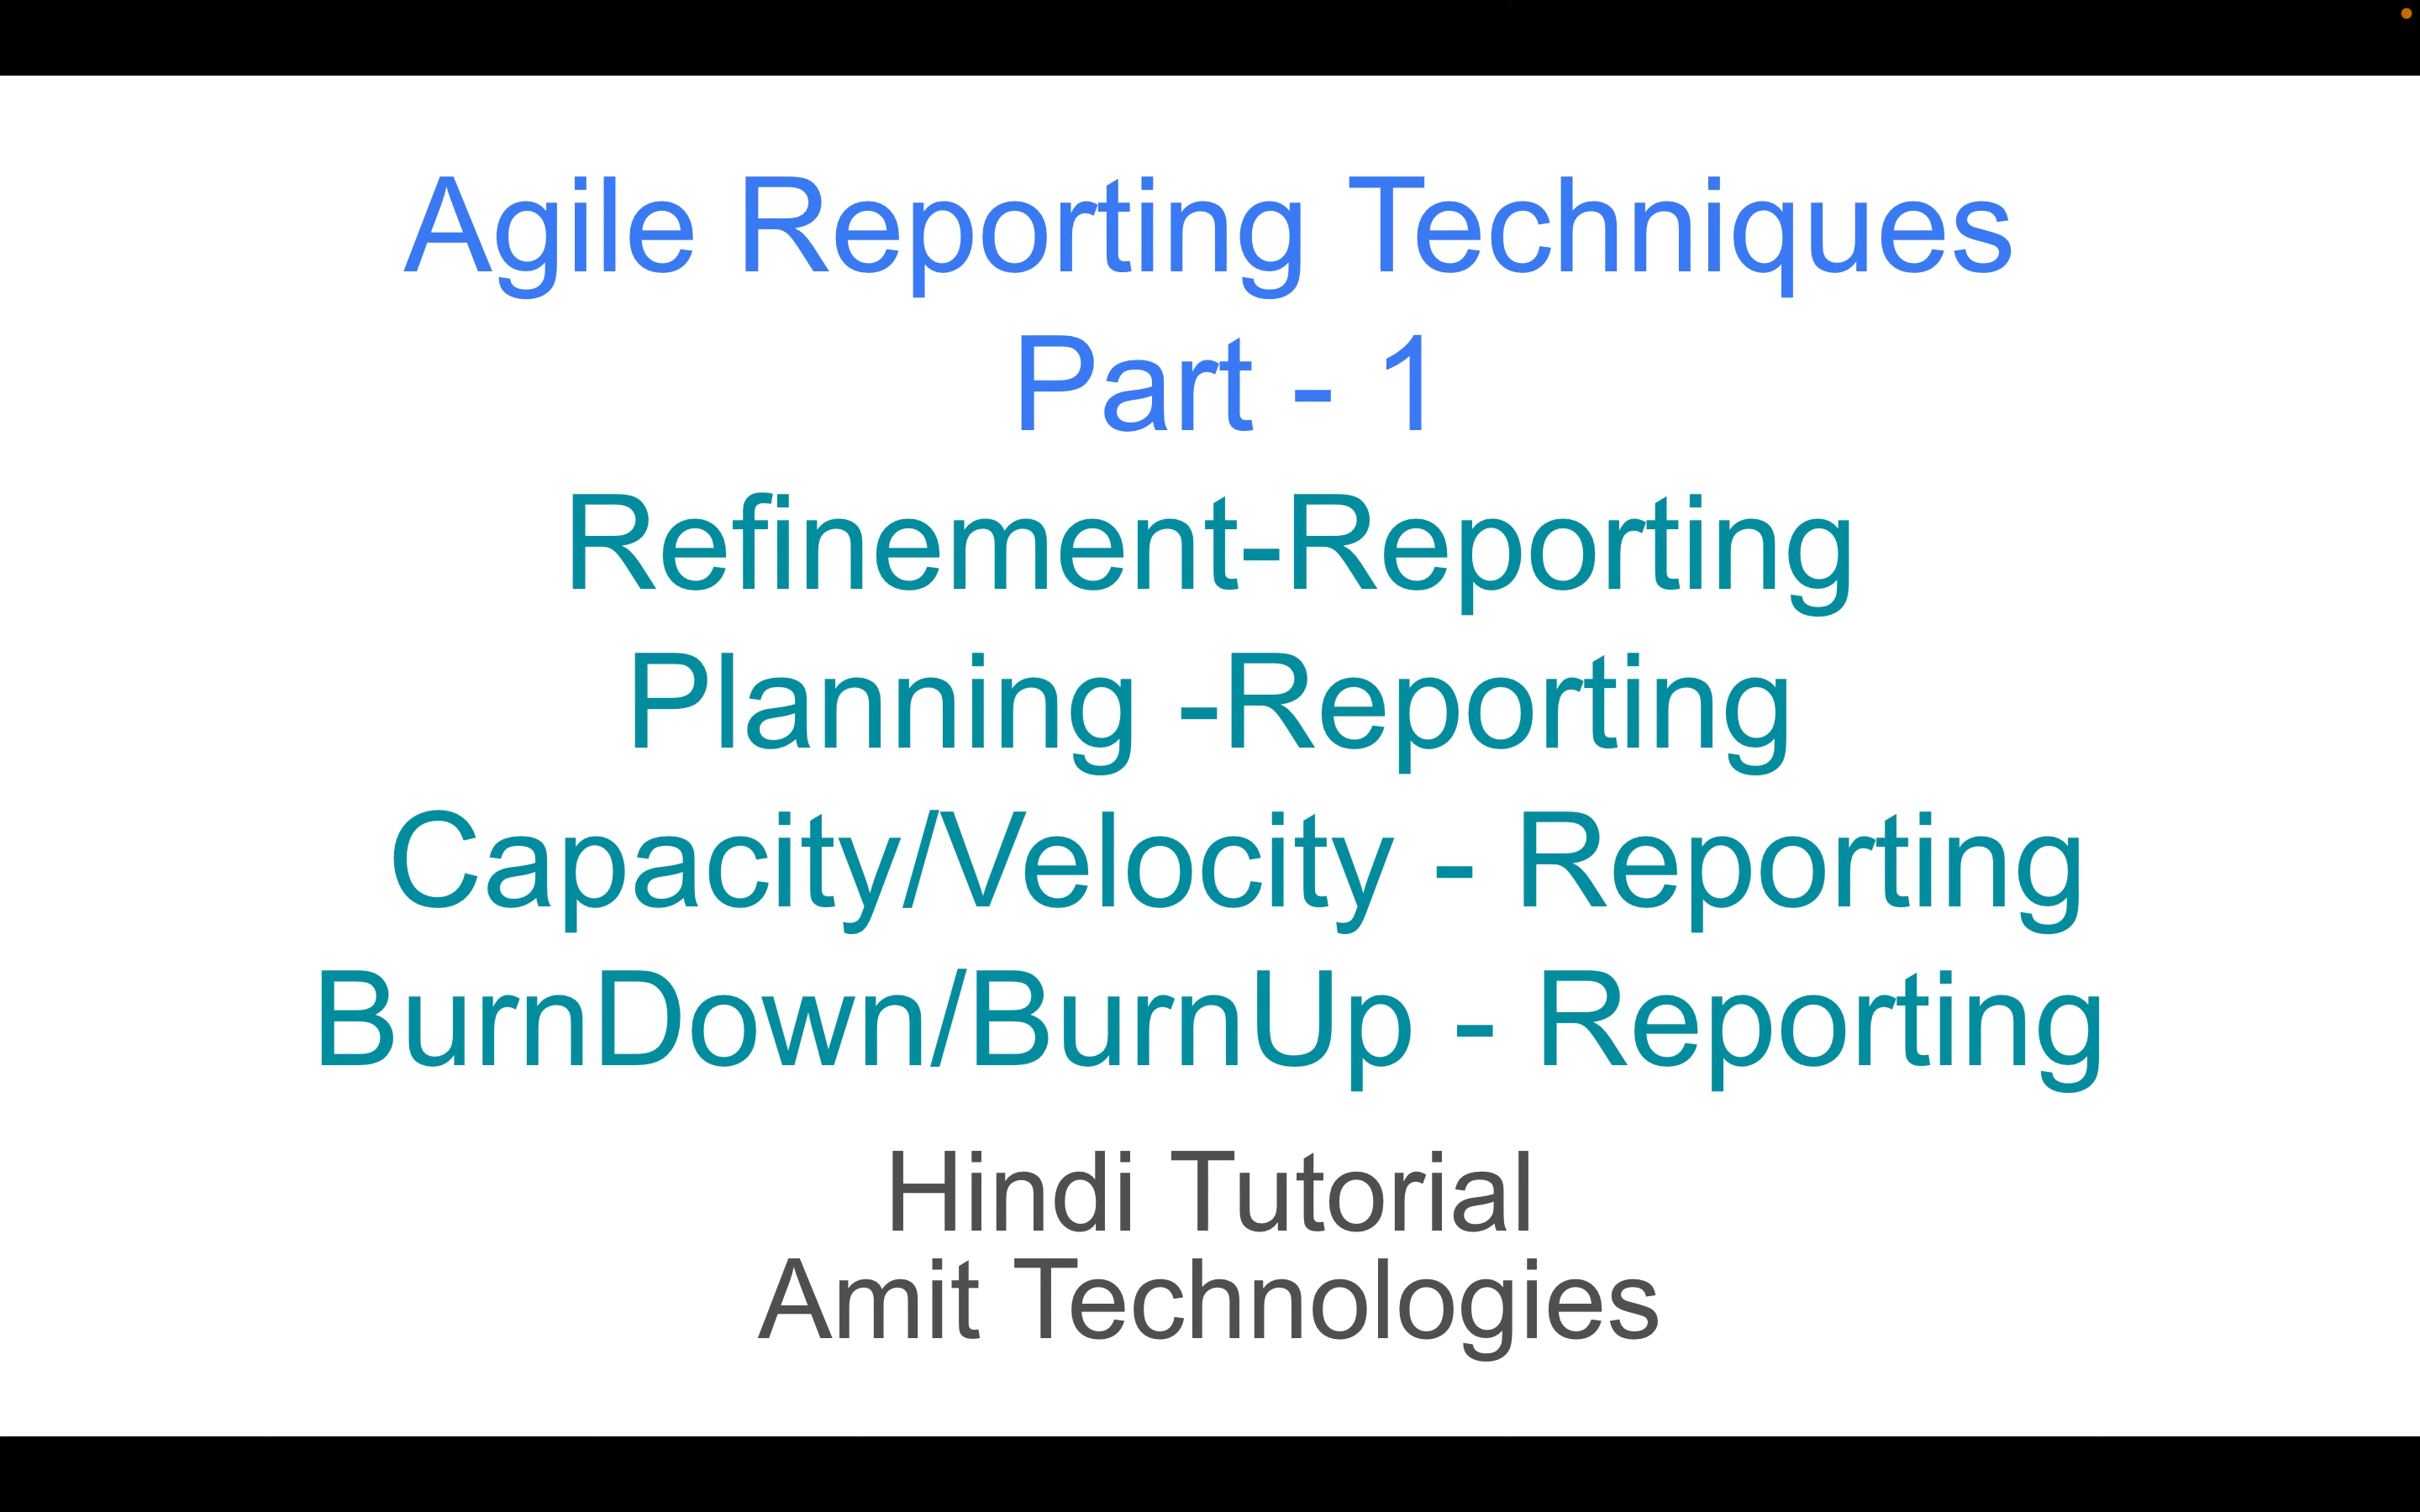 Agile Reporting Techniques
Part - 1
Refinement-Reporting
Planning -Reporting
Capacity/Velocity - Reporting
BurnDown/BurnUp - Reporting
Hindi Tutorial
Amit Technologies